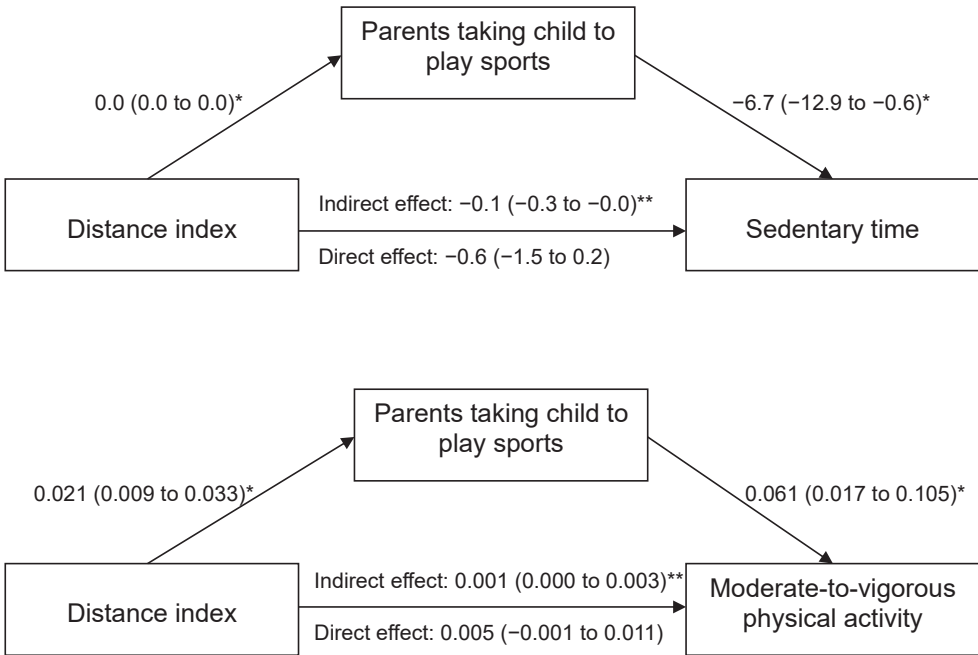 Parents taking child to
play sports
0.0 (0.0 to 0.0)*
−6.7 (−12.9 to −0.6)*
Distance index
Indirect effect: −0.1 (−0.3 to −0.0)**
Direct effect: −0.6 (−1.5 to 0.2)
Sedentary time
Parents taking child to
play sports
0.021 (0.009 to 0.033)*
0.061 (0.017 to 0.105)*
Distance index
Indirect effect: 0.001 (0.000 to 0.003)**
Direct effect: 0.005 (−0.001 to 0.011)
Moderate-to-vigorous
physical activity